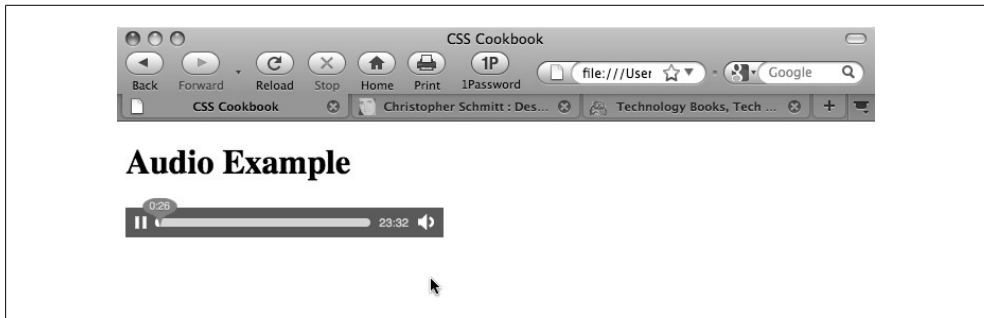 CSS Cookbook
1P
file:///User
Google
Back Forward Reload Stop Home Print 1Password
CSS Cookbook Christopher Schmitt : Des... Technology Books, Tech ...
Audio Example
0:26
23:32